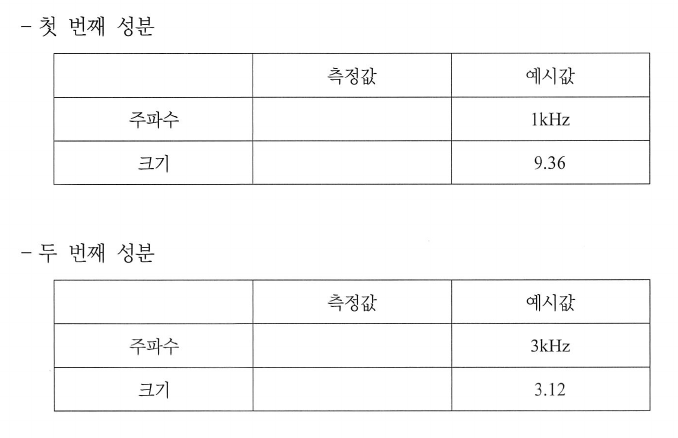 - 첫 번째 성분
측정값 예시값
주파수 1kHz
크기 9.36
- 두 번째 성분
측정값 예시값
주파수 3kHz
크기 3.12